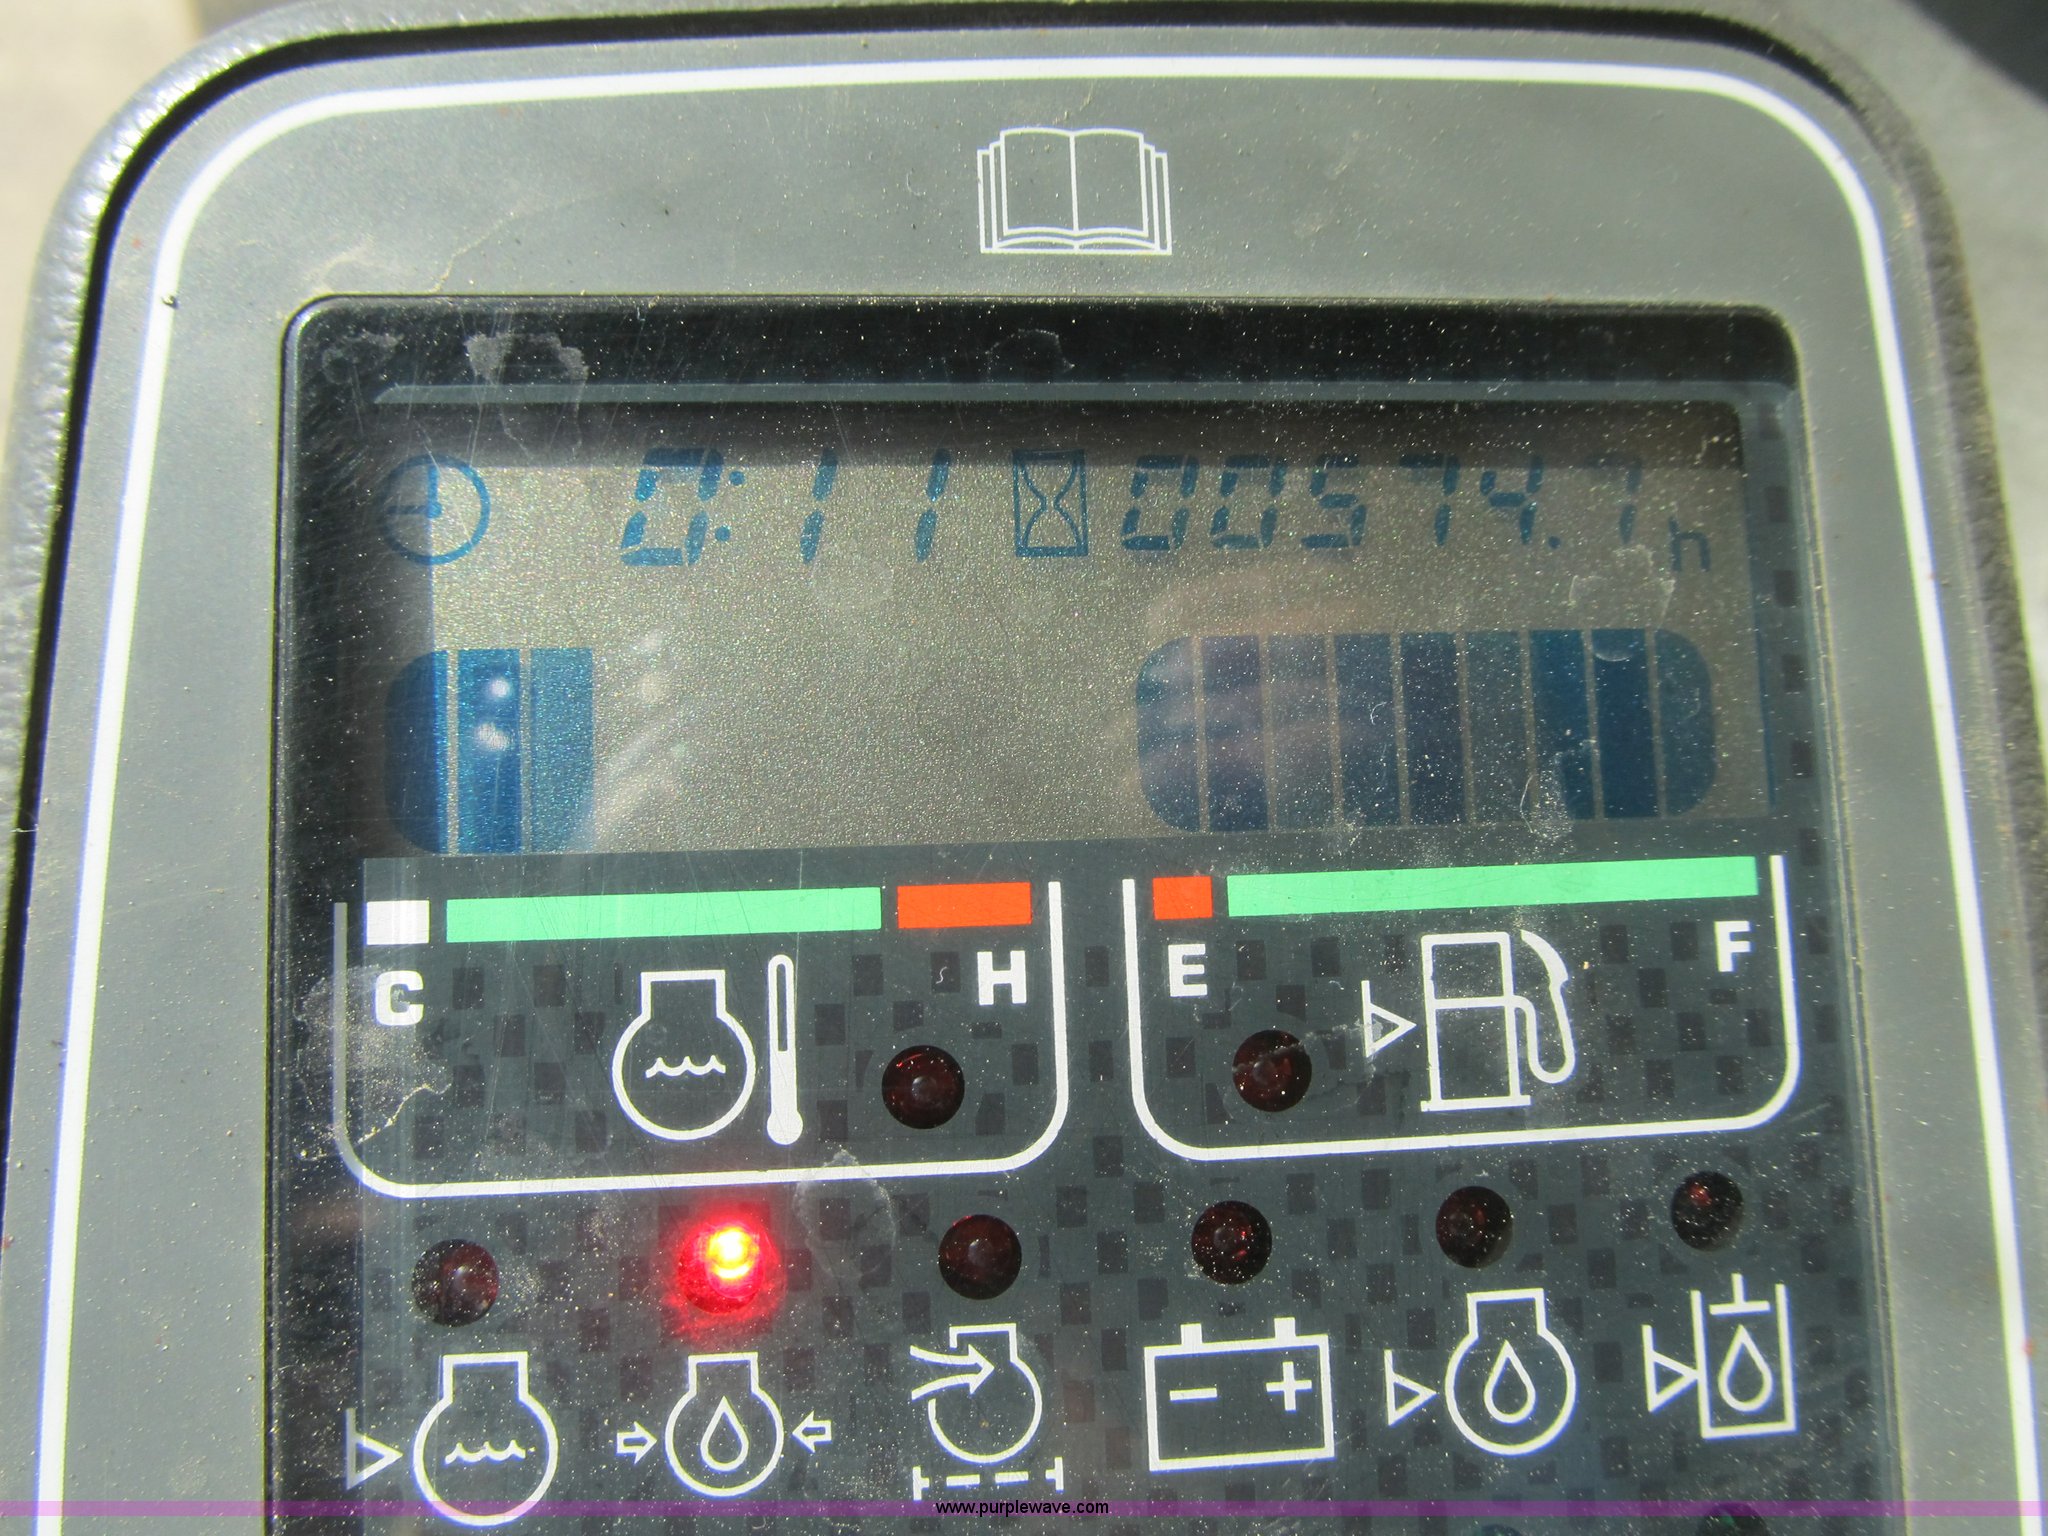 0:11 00574.7h
C H E F
- +
www.purplewave.com